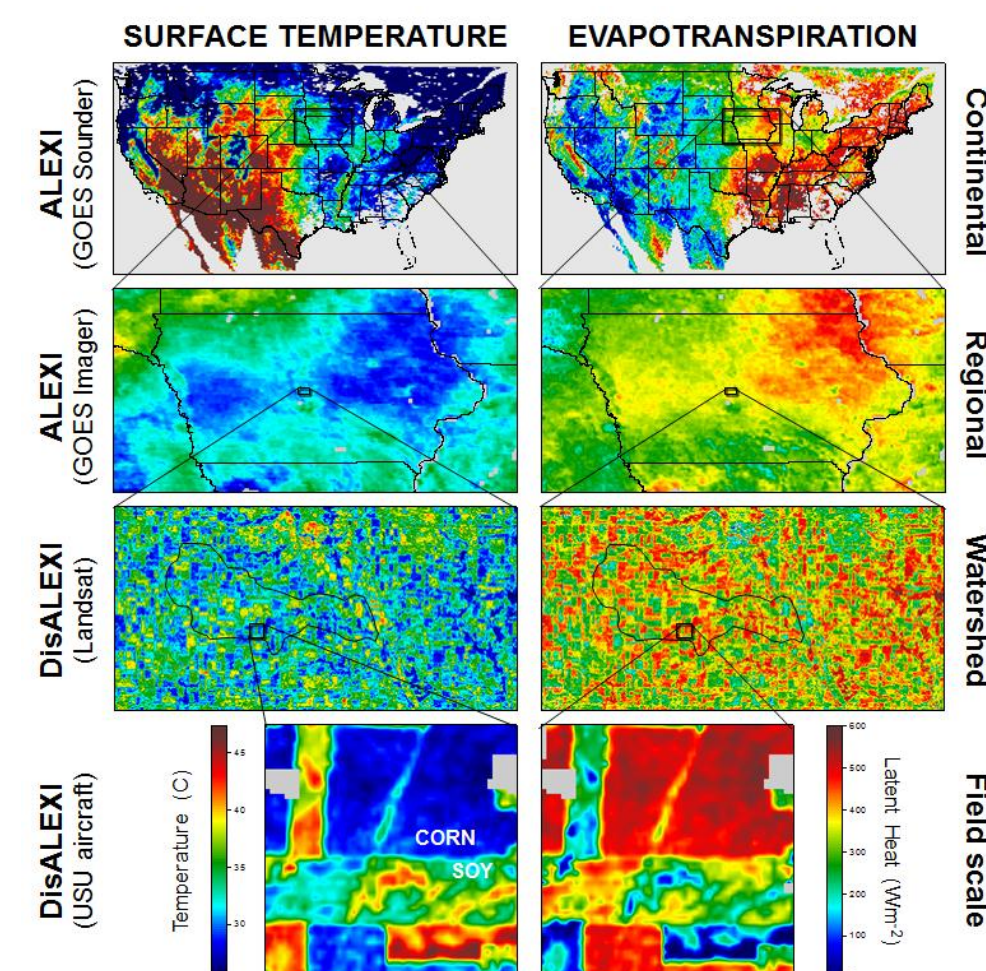 SURFACE TEMPERATURE
EVAPOTRANSPIRATION
ALEXI
(GOES Sounder)
Continental
ALEXI
(GOES Imager)
Regional
DisALEXI
(Landsat)
Watershed
DisALEXI
(USU aircraft)
Temperature (C)
45
40
35
30
CORN
SOY
600
500
400
300
200
100
Latent Heat (Wm-2)
Field scale